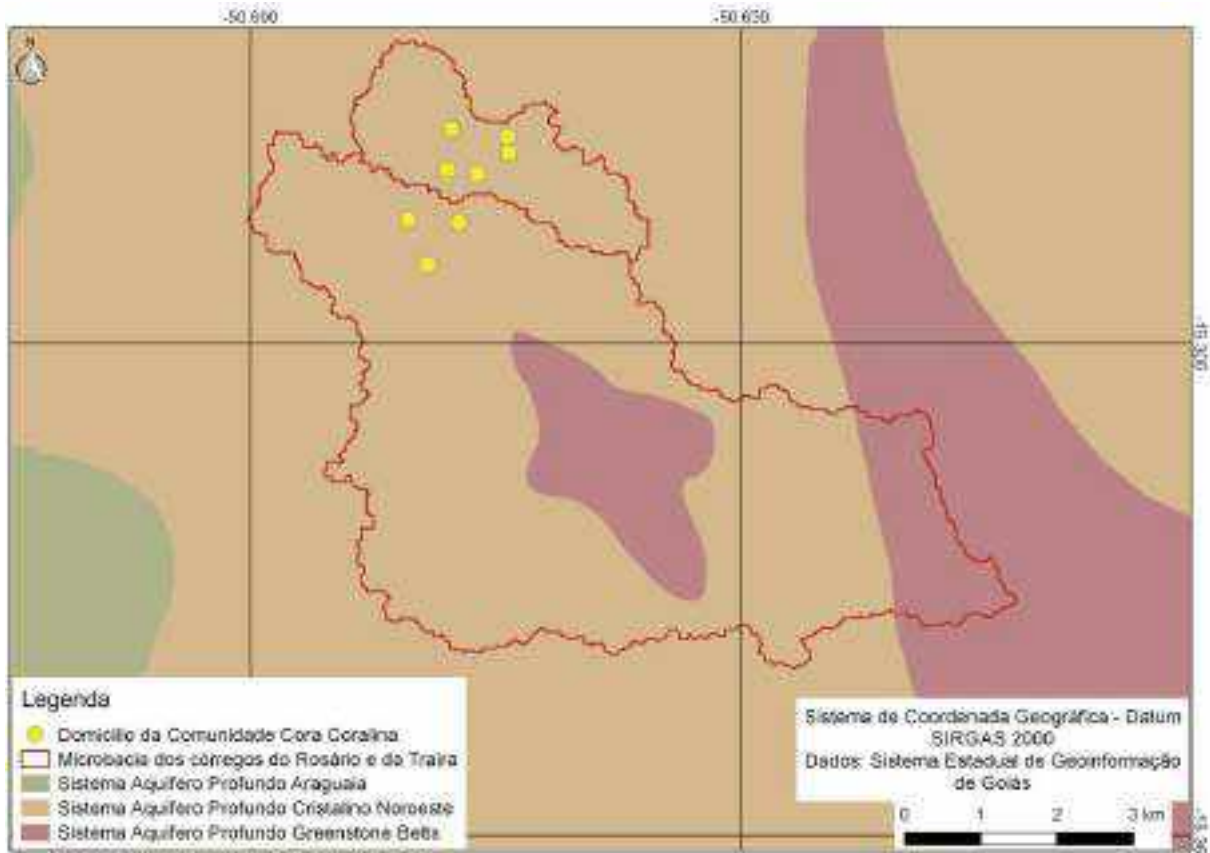 -50.600
-50.630
N
-15.300
Legenda
Domicílio da Comunidade Cora Coralina
Microbacia dos córregos do Rosário e da Traíra
Sistema Aquífero Profundo Araguaia
Sistema Aquífero Profundo Cristalino Noroeste
Sistema Aquífero Profundo Greenstone Belts
Sistema de Coordenada Geográfica - Datum
SIRGAS 2000
Dados: Sistema Estadual de Geoinformação
de Goiás
0 1 2 3 km